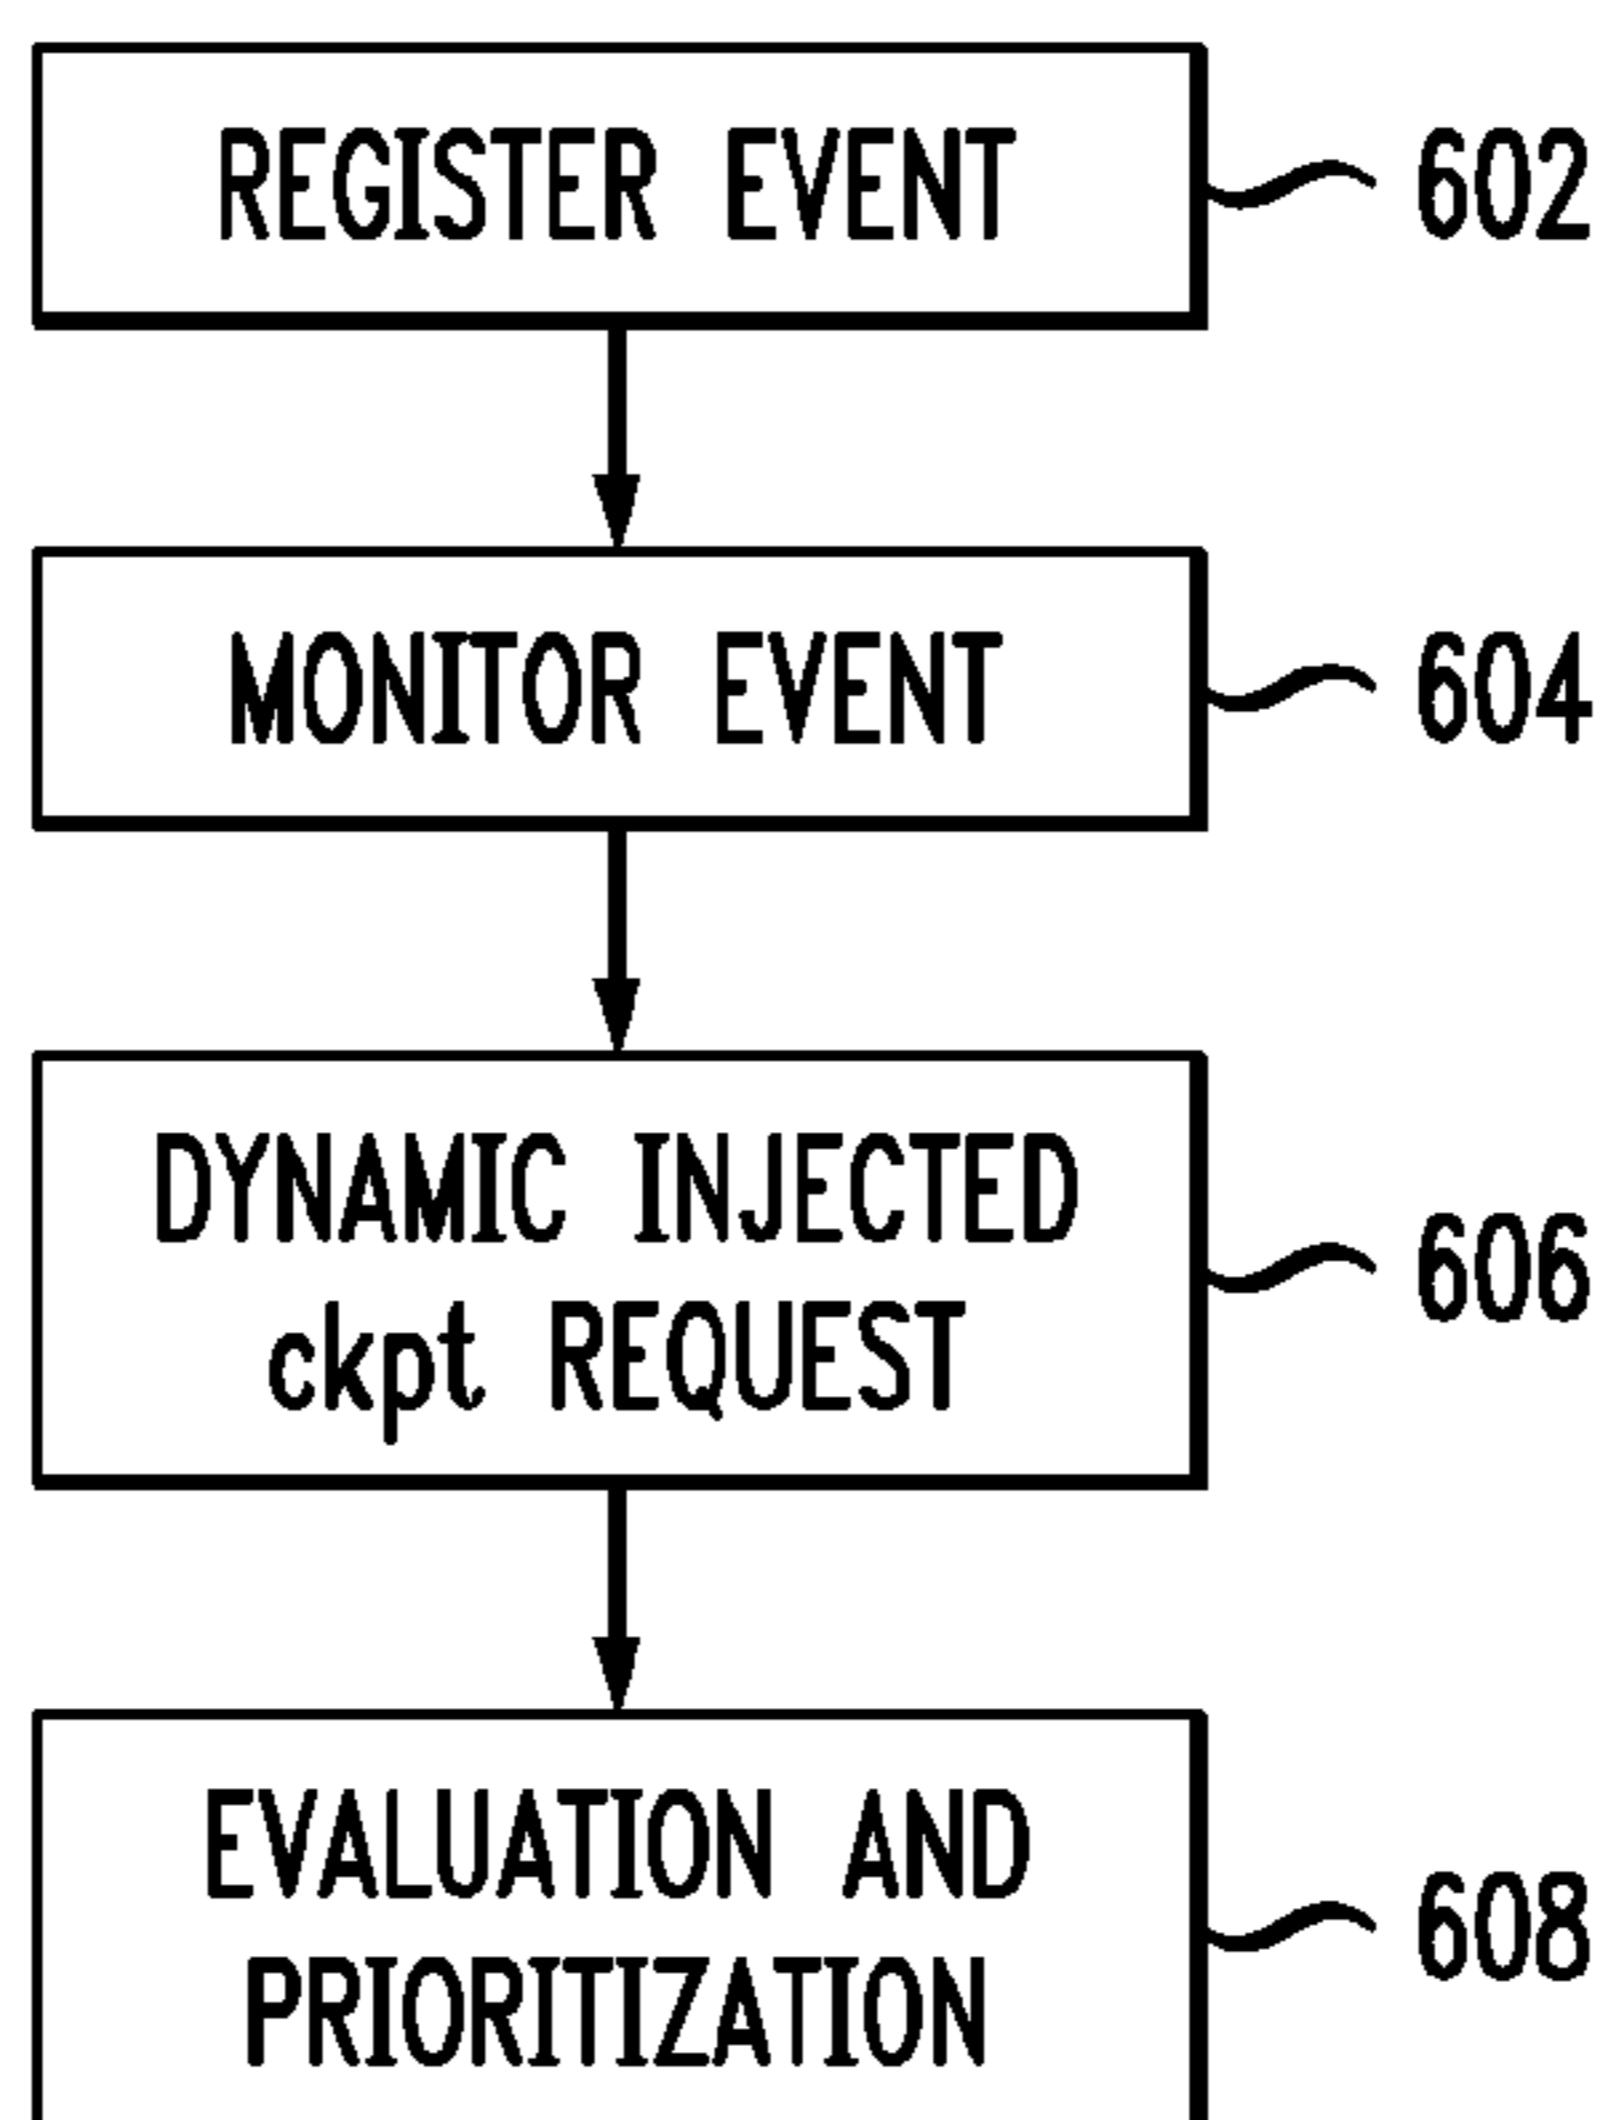 REGISTER EVENT
602
MONITOR EVENT
604
DYNAMIC INJECTED
ckpt REQUEST
606
EVALUATION AND
PRIORITIZATION
608